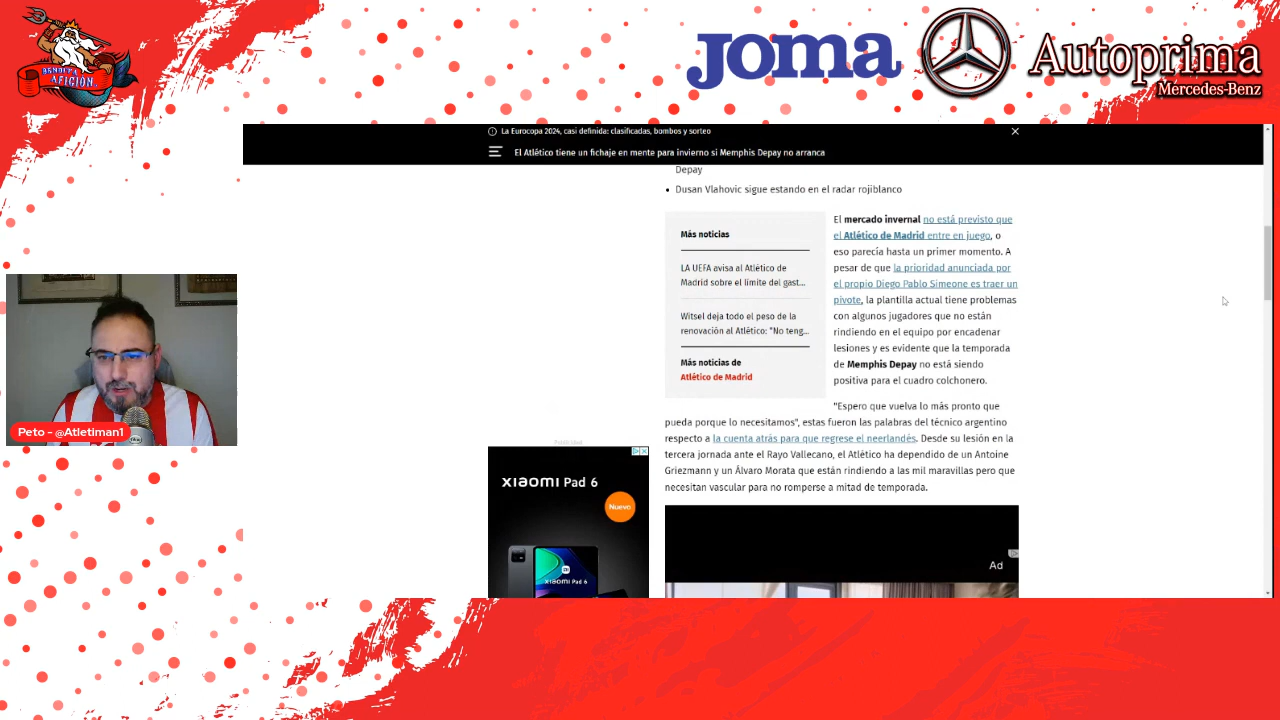 BENDITA
AFICIÓN
JOMA
Autoprima
Mercedes-Benz
La Eurocopa 2024, casi definida: clasificadas, bombos y sorteo
El Atlético tiene un fichaje en mente para invierno si Memphis Depay no arranca
Depay
• Dusan Vlahovic sigue estando en el radar rojiblanco
Más noticias
LA UEFA avisa al Atlético de
Madrid sobre el límite del gast...
Witsel deja todo el peso de la
renovación al Atlético: "No teng...
Más noticias de
Atlético de Madrid
El mercado invernal no está previsto que
el Atlético de Madrid entre en juego, o
eso parecía hasta un primer momento. A
pesar de que la prioridad anunciada por
el propio Diego Pablo Simeone es traer un
pivote, la plantilla actual tiene problemas
con algunos jugadores que no están
rindiendo en el equipo por encadenar
lesiones y es evidente que la temporada
de Memphis Depay no está siendo
positiva para el cuadro colchonero.
"Espero que vuelva lo más pronto que
pueda porque lo necesitamos", estas fueron las palabras del técnico argentino
respecto a la cuenta atrás para que regrese el neerlandés. Desde su lesión en la
tercera jornada ante el Rayo Vallecano, el Atlético ha dependido de un Antoine
Griezmann y un Álvaro Morata que están rindiendo a las mil maravillas pero que
necesitan vascular para no romperse a mitad de temporada.
Peto - @Atletiman1
Publicidad
xiaomi Pad 6
Nuevo
xiaomi Pad 6
Ad